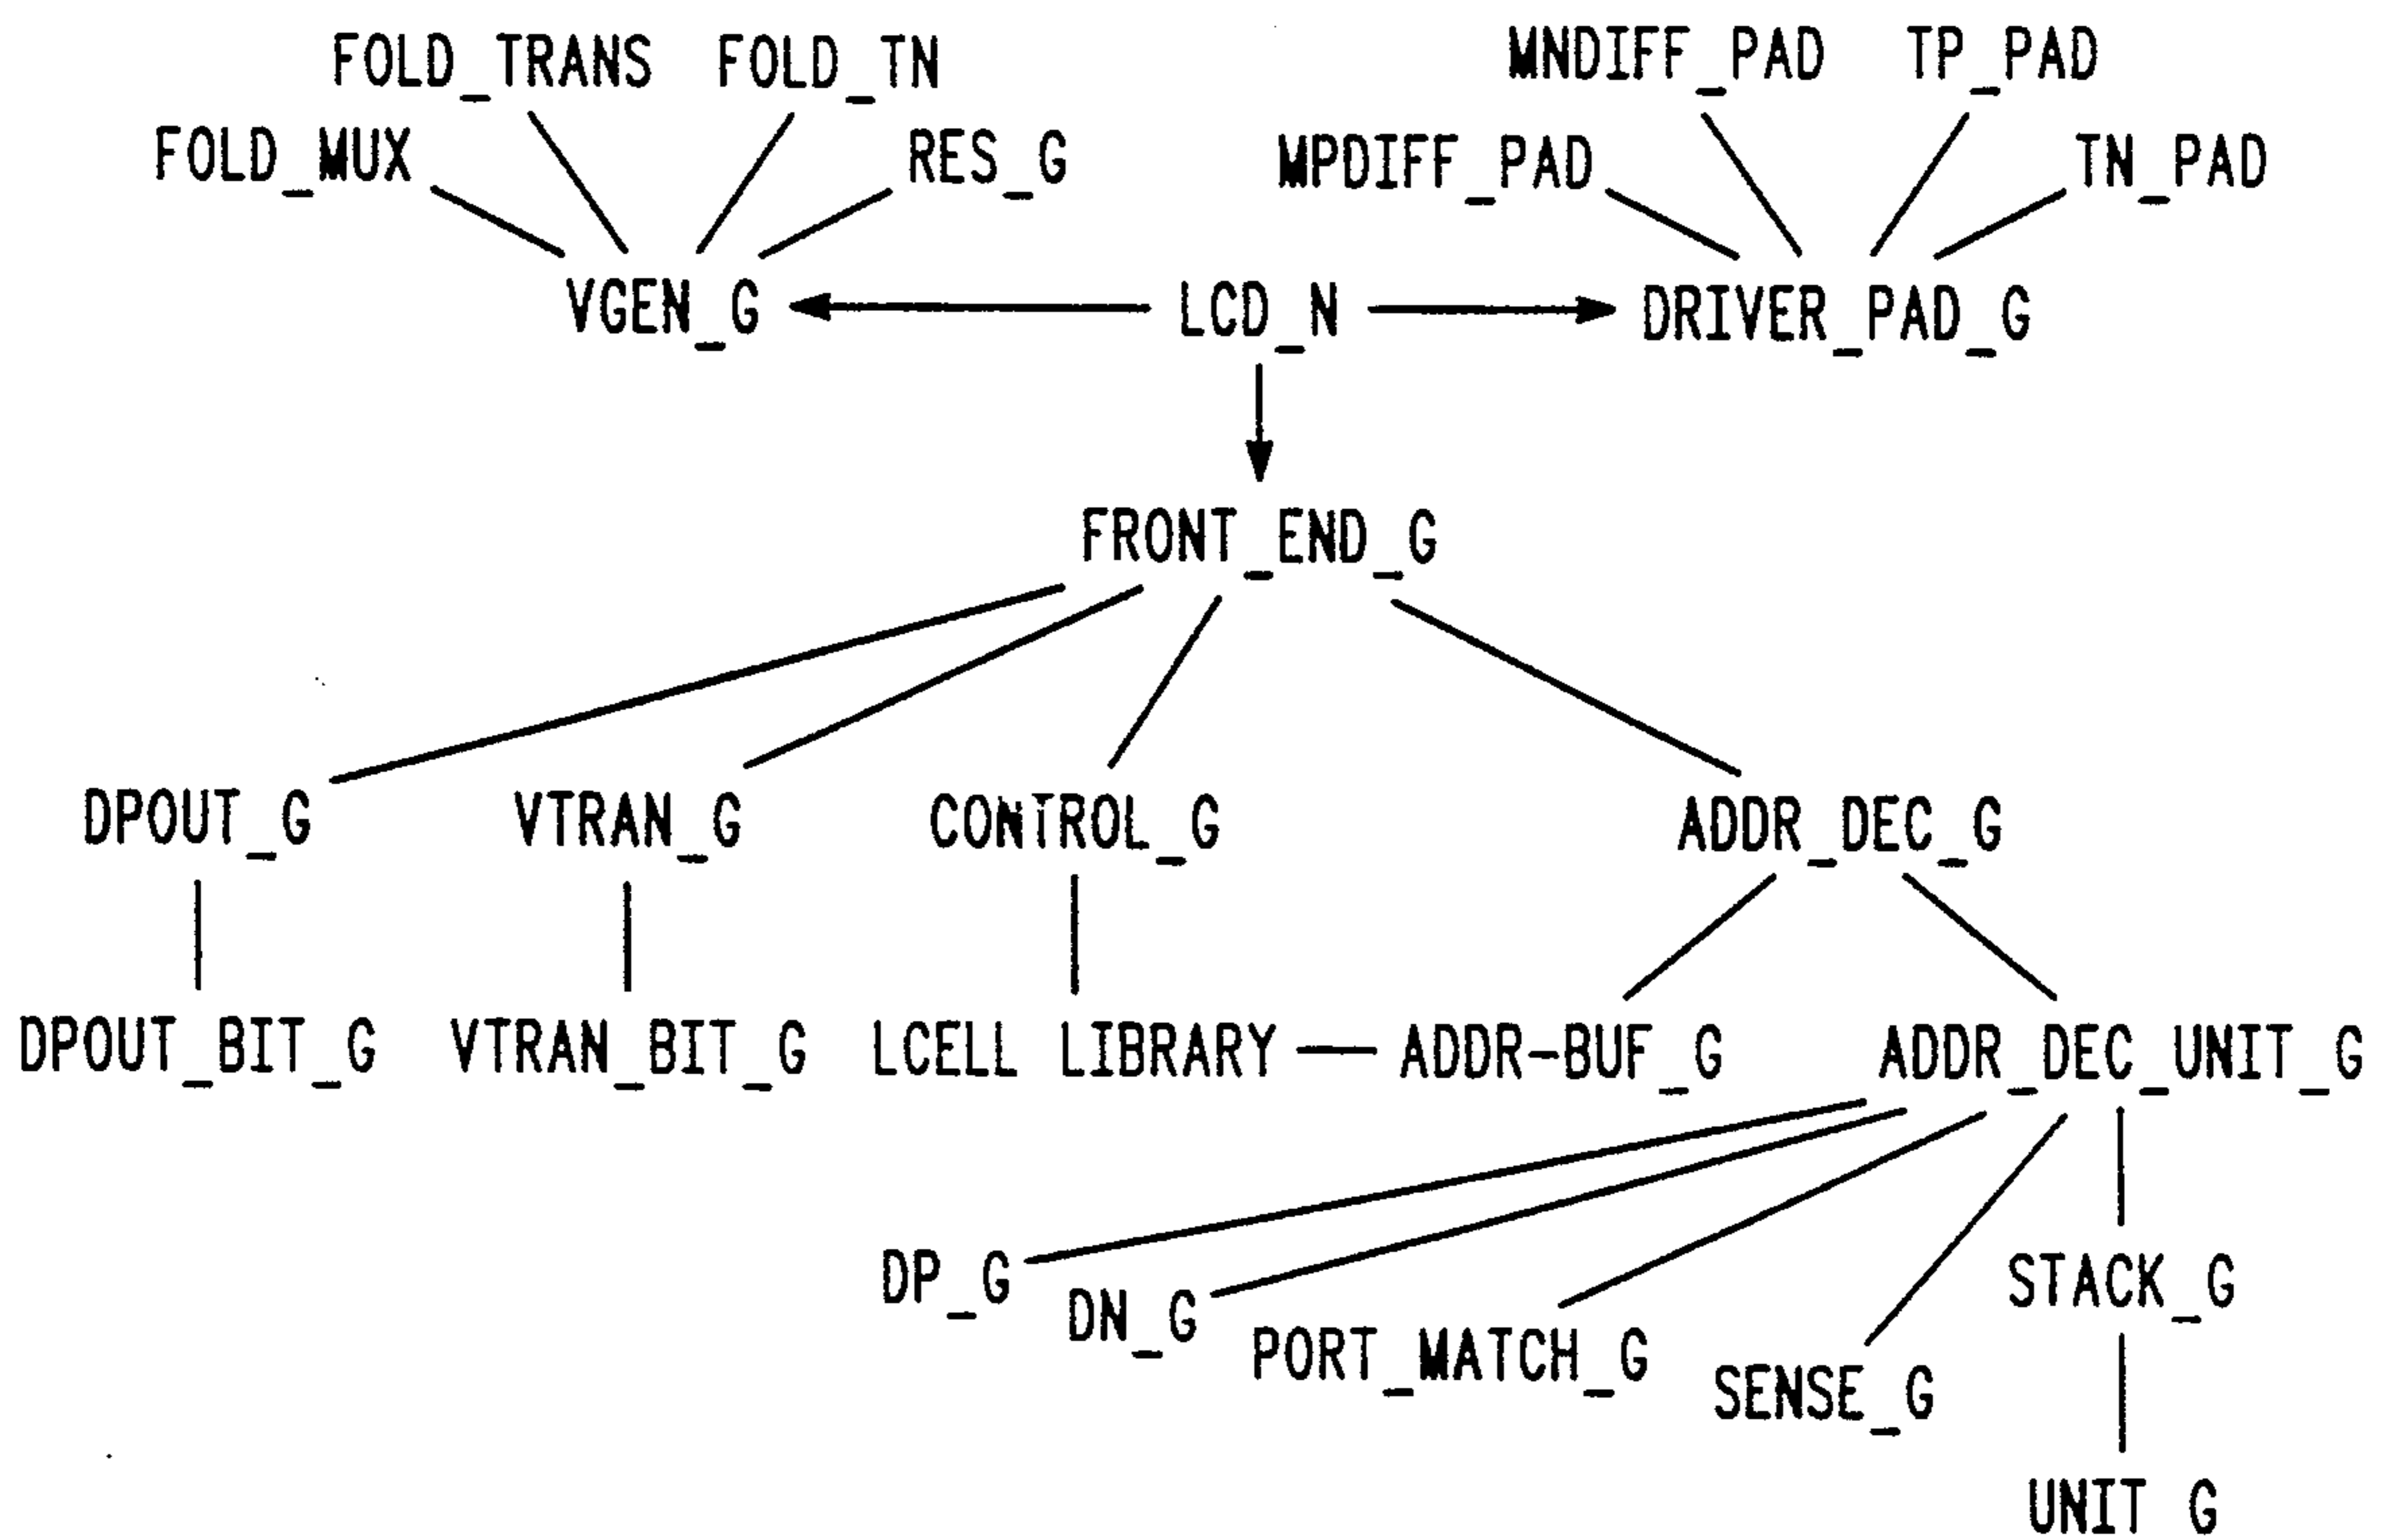 FOLD_TRANS FOLD_TN MNDIFF_PAD TP_PAD
FOLD_MUX RES_G MPDIFF_PAD TN_PAD
VGEN_G LCD_N DRIVER_PAD_G
FRONT_END_G
DPOUT_G VTRAN_G CONTROL_G ADDR_DEC_G
DPOUT_BIT_G VTRAN_BIT_G LCELL LIBRARY ADDR-BUF_G ADDR_DEC_UNIT_G
DP_G
DN_G
STACK_G
PORT_MATCH_G
SENSE_G
UNIT G